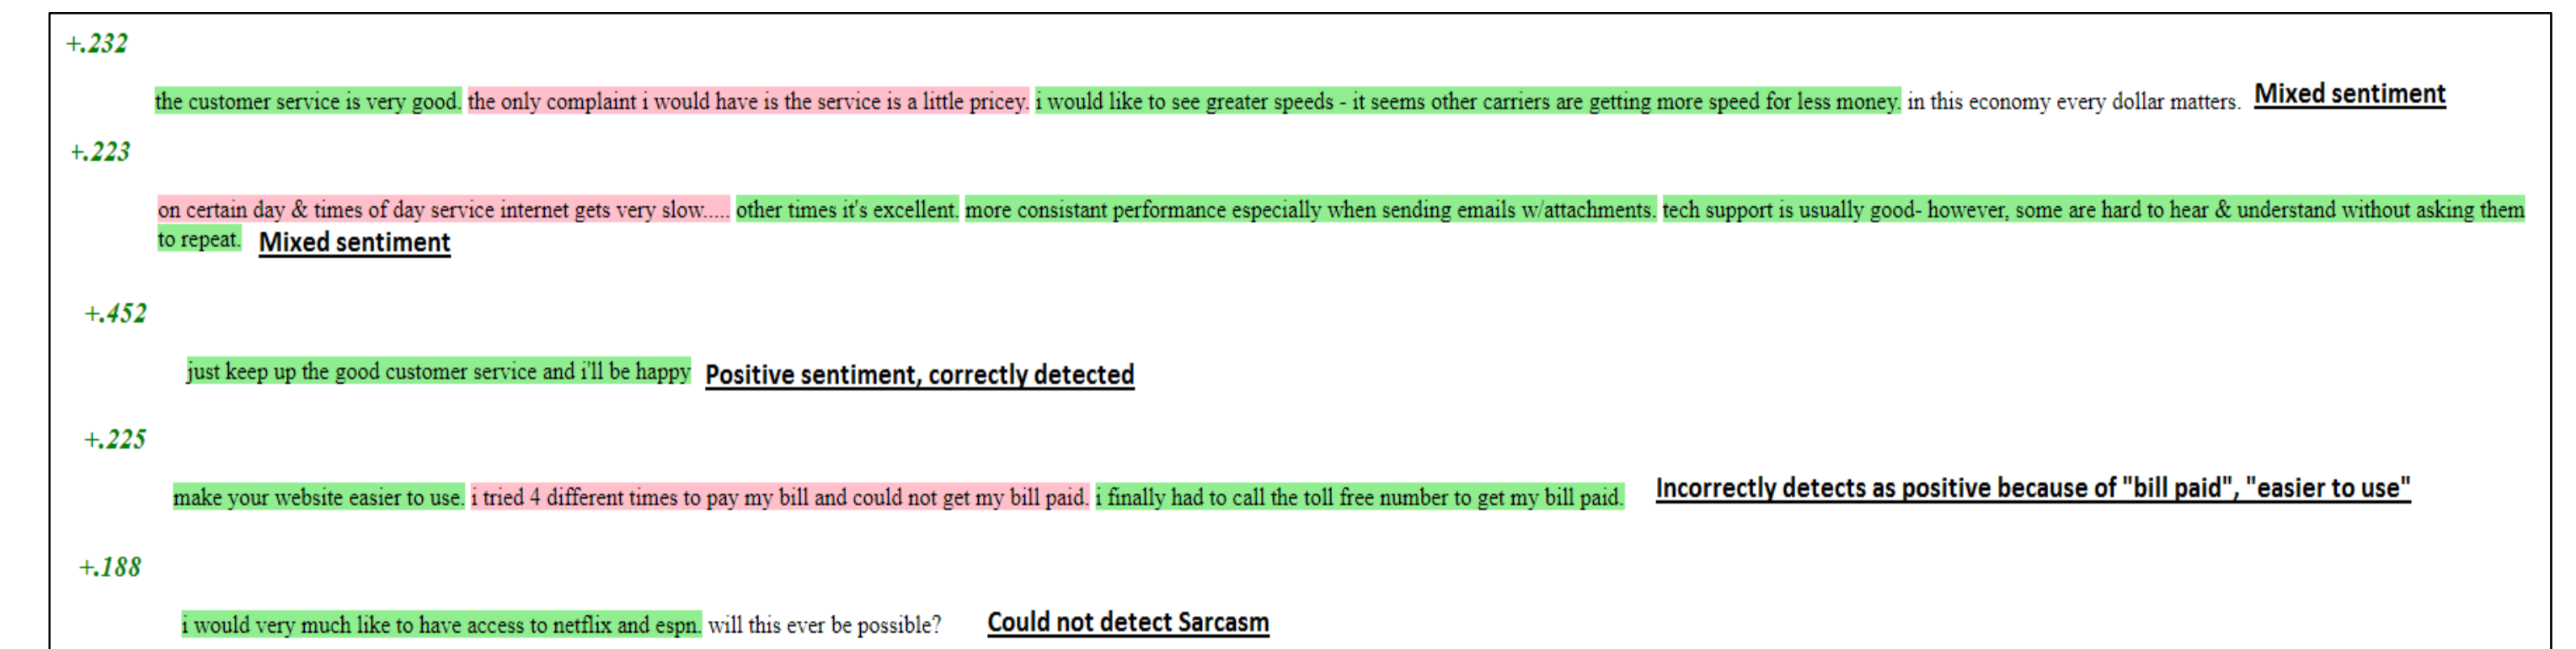 +.232
the customer service is very good. the only complaint i would have is the service is a little pricey. i would like to see greater speeds - it seems other carriers are getting more speed for less money. in this economy every dollar matters. Mixed sentiment
+.223
on certain day & times of day service internet gets very slow..... other times it's excellent. more consistant performance especially when sending emails w/attachments. tech support is usually good- however, some are hard to hear & understand without asking them
to repeat. Mixed sentiment
+.452
just keep up the good customer service and i'll be happy Positive sentiment, correctly detected
+.225
make your website easier to use. i tried 4 different times to pay my bill and could not get my bill paid. i finally had to call the toll free number to get my bill paid. Incorrectly detects as positive because of "bill paid", "easier to use"
+.188
i would very much like to have access to netflix and espn. will this ever be possible? Could not detect Sarcasm